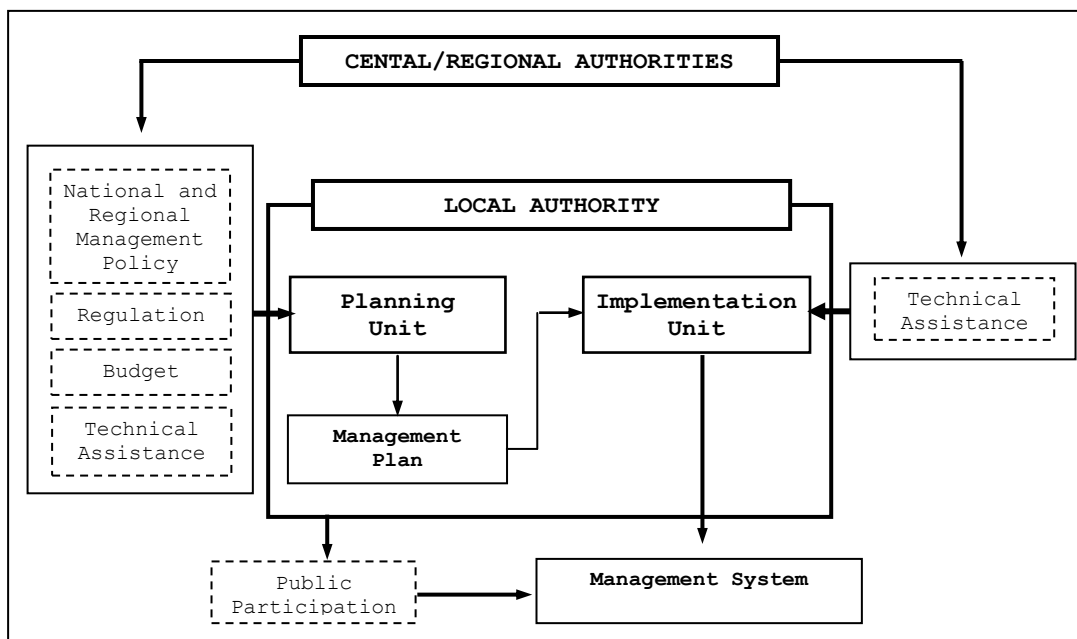 CENTAL/REGIONAL AUTHORITIES
National and
Regional
Management
Policy
Regulation
Budget
Technical
Assistance
LOCAL AUTHORITY
Planning
Unit
Management
Plan
Implementation
Unit
Technical
Assistance
Public
Participation
Management System